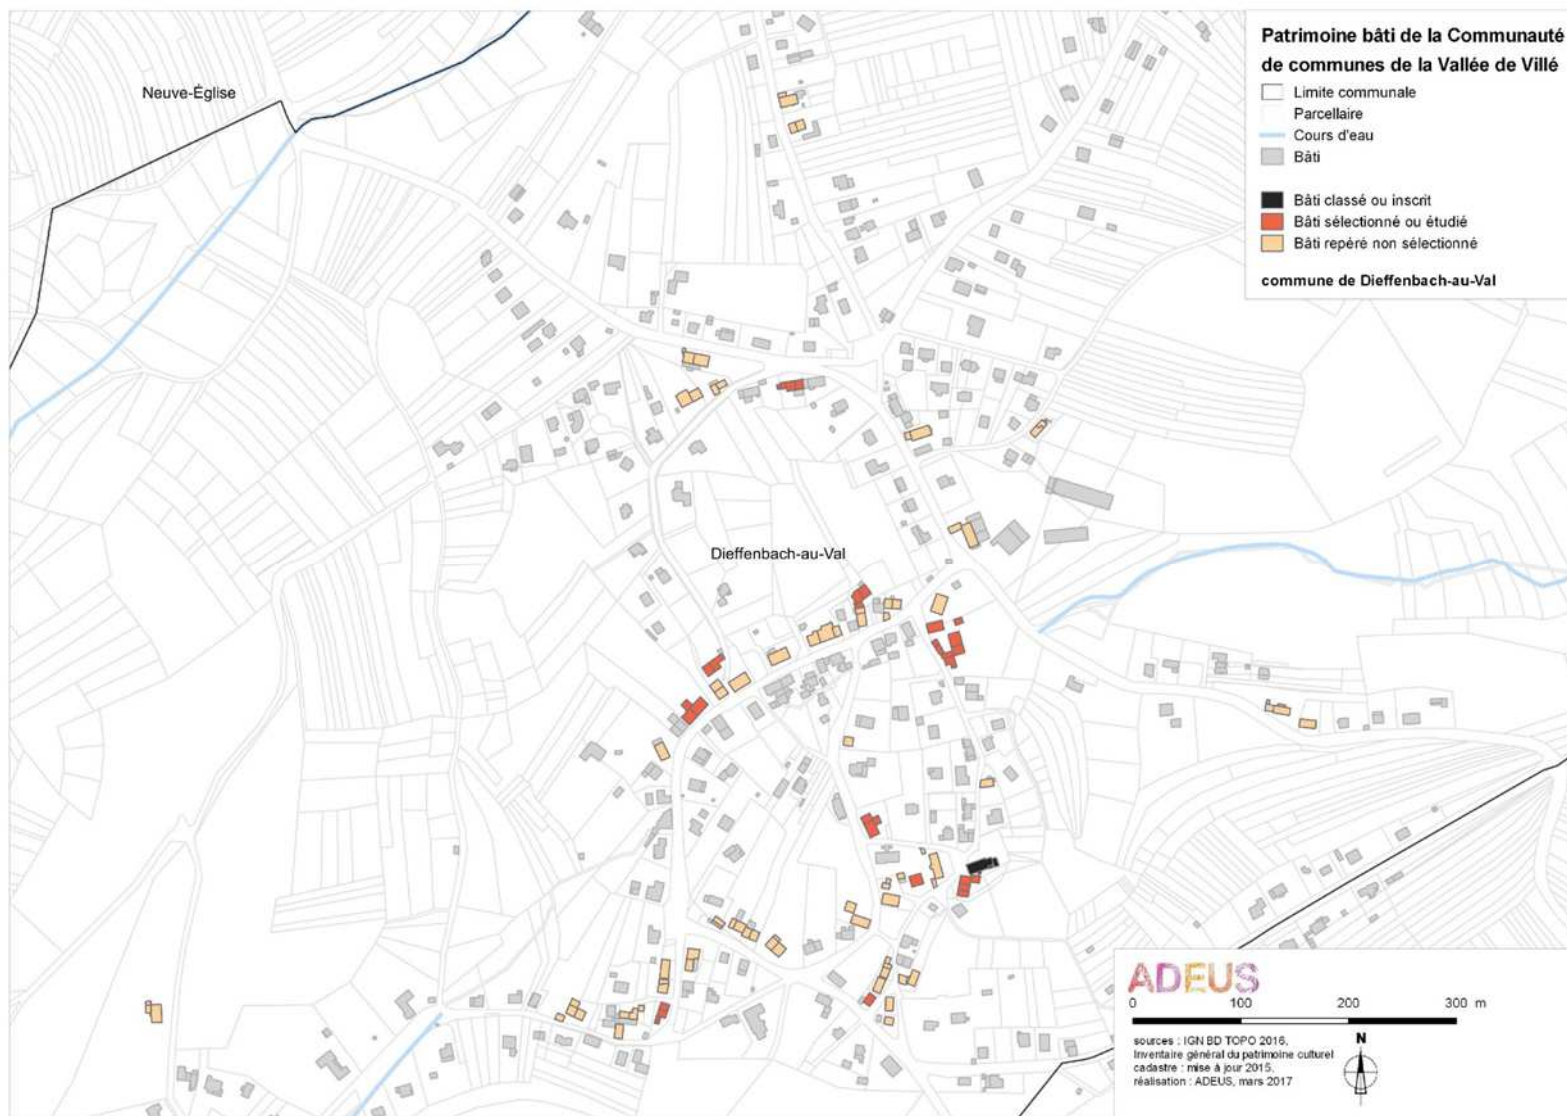 Patrimoine bâti de la Communauté
de communes de la Vallée de Villé
Limite communale
Parcellaire
Cours d'eau
Bâti
Bâti classé ou inscrit
Bâti sélectionné ou étudié
Bâti repéré non sélectionné
commune de Dieffenbach-au-Val
Neuve-Église
Dieffenbach-au-Val
ADEUS
0 100 200 300 m
sources : IGN BD TOPO 2016,
Inventaire général du patrimoine culturel
cadastre : mise à jour 2015.
réalisation : ADEUS, mars 2017
N